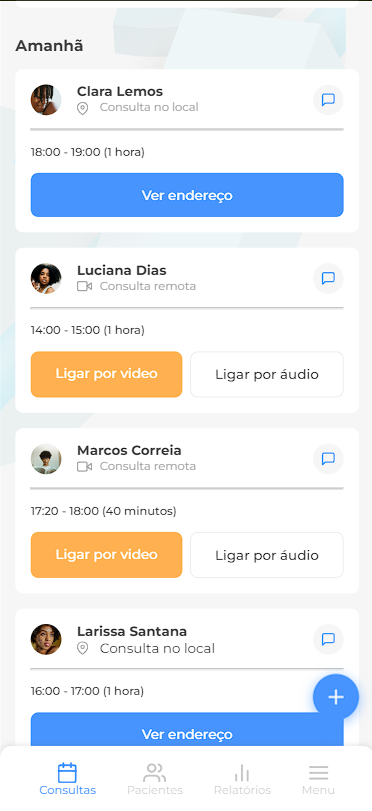 Amanhã
Clara Lemos
Consulta no local
18:00 - 19:00 (1 hora)
Ver endereço
Luciana Dias
Consulta remota
14:00 - 15:00 (1 hora)
Ligar por video
Ligar por áudio
Marcos Correia
Consulta remota
17:20 - 18:00 (40 minutos)
Ligar por video
Ligar por áudio
Larissa Santana
Consulta no local
16:00 - 17:00 (1 hora)
Ver endereço
Consultas
Pacientes
Relatórios
Menu